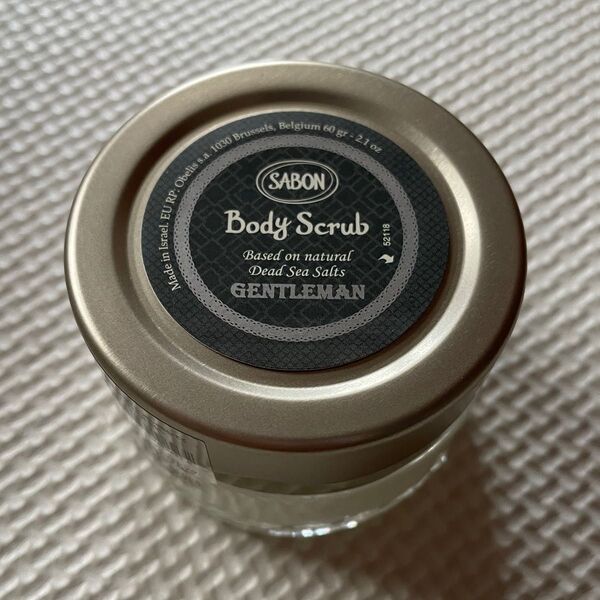 Made in Israel. EU RP: Obelis s.a. 1030 Brussels, Belgium 60 gr - 2.1 oz
SABON
Body Scrub
Based on natural
Dead Sea Salts
GENTLEMAN
52118